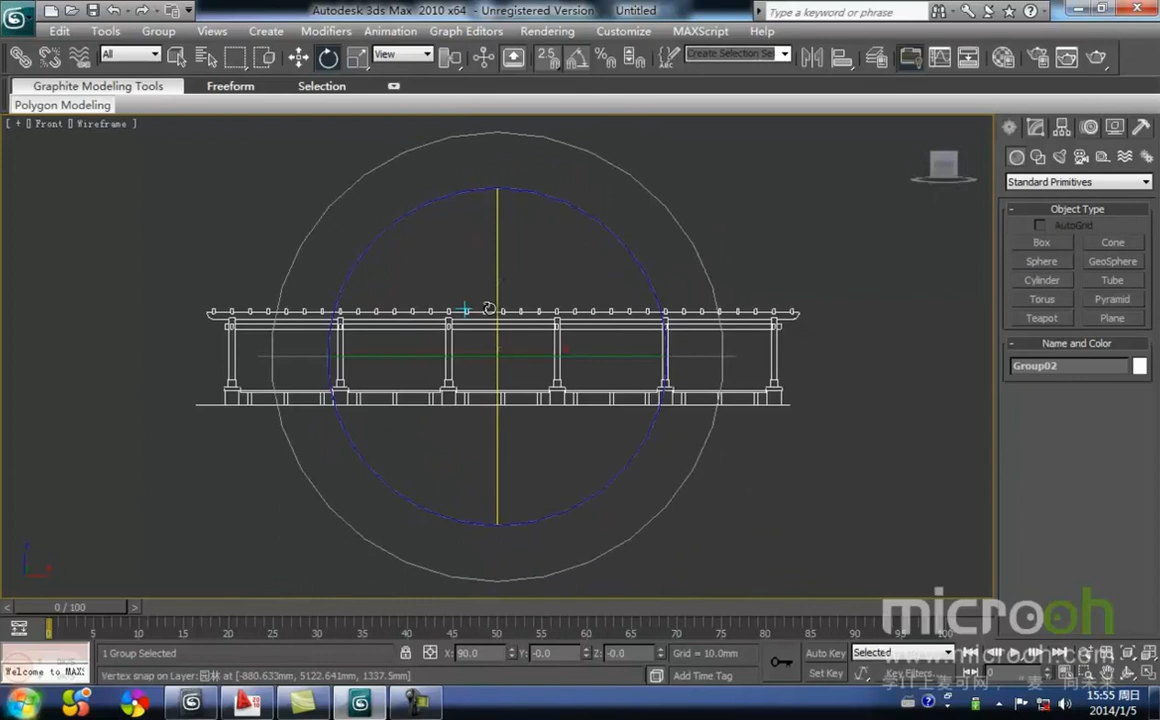 Autodesk 3ds Max 2010 x64 - Unregistered Version Untitled
Type a keyword or phrase
Edit Tools Group Views Create Modifiers Animation Graph Editors Rendering Customize MAXScript Help
All View 2.5 Create Selection Se
Graphite Modeling Tools Freeform Selection
Polygon Modeling
[ + [] Front [] Wireframe ]
Standard Primitives
Object Type
AutoGrid
Box Cone
Sphere GeoSphere
Cylinder Tube
Torus Pyramid
Teapot Plane
Name and Color
Group02
0 / 100
microoh
0 5 10 15 20 25 30 35 40 45 50 55 60 65 70 75 80 85 90 95 100
1 Group Selected X: 90.0 Y: -0.0 Z: -0.0 Grid = 10.0mm Auto Key Selected
Welcome to MAX: Vertex snap on Layer:园林 at [-880.633mm, 5122.641mm, 1337.5mm] Add Time Tag Set Key 0
15:55 周日
2014/1/5